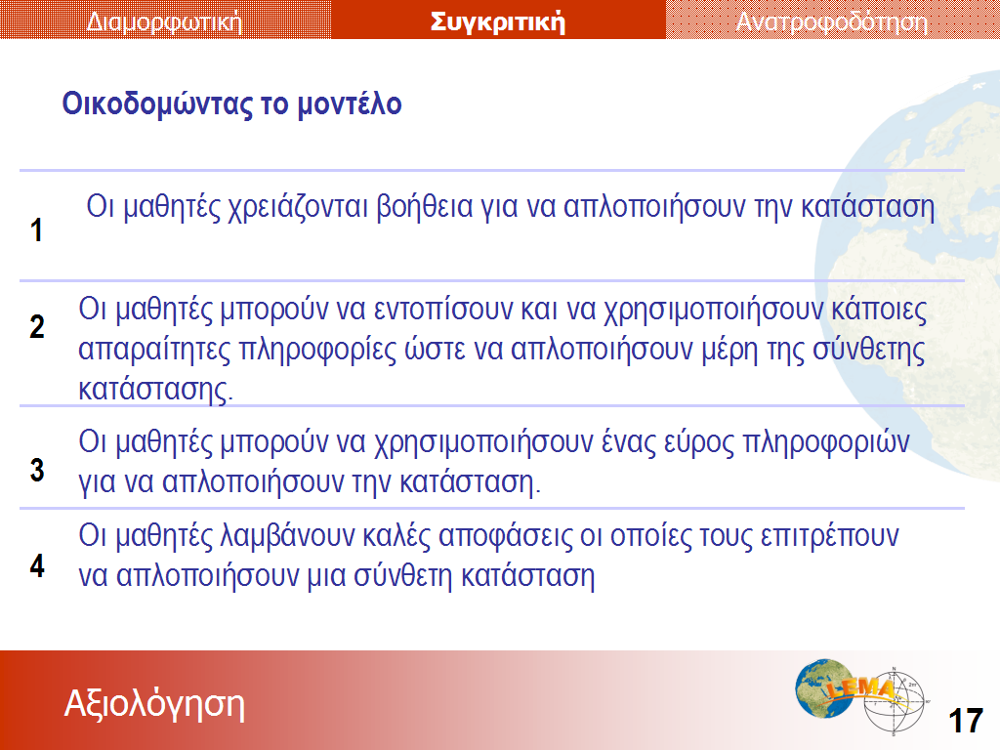 Διαμορφωτική Συγκριτική Ανατροφοδότηση
Οικοδομώντας το μοντέλο
1 Οι μαθητές χρειάζονται βοήθεια για να απλοποιήσουν την κατάσταση
2 Οι μαθητές μπορούν να εντοπίσουν και να χρησιμοποιήσουν κάποιες
απαραίτητες πληροφορίες ώστε να απλοποιήσουν μέρη της σύνθετης
κατάστασης.
3 Οι μαθητές μπορούν να χρησιμοποιήσουν ένας εύρος πληροφοριών
για να απλοποιήσουν την κατάσταση.
4 Οι μαθητές λαμβάνουν καλές αποφάσεις οι οποίες τους επιτρέπουν
να απλοποιήσουν μια σύνθετη κατάσταση
Αξιολόγηση
LEMA
17